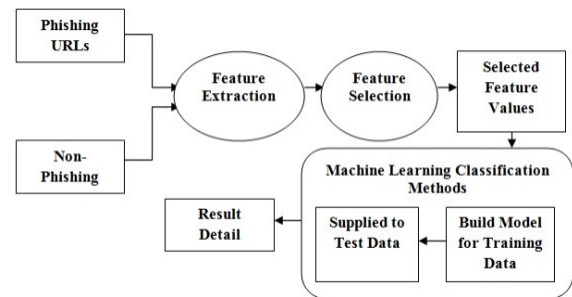 Phishing
URLs
Feature
Extraction
Feature
Selection
Selected
Feature
Values
Non-
Phishing
Machine Learning Classification
Methods
Result
Detail
Supplied to
Test Data
Build Model
for Training
Data